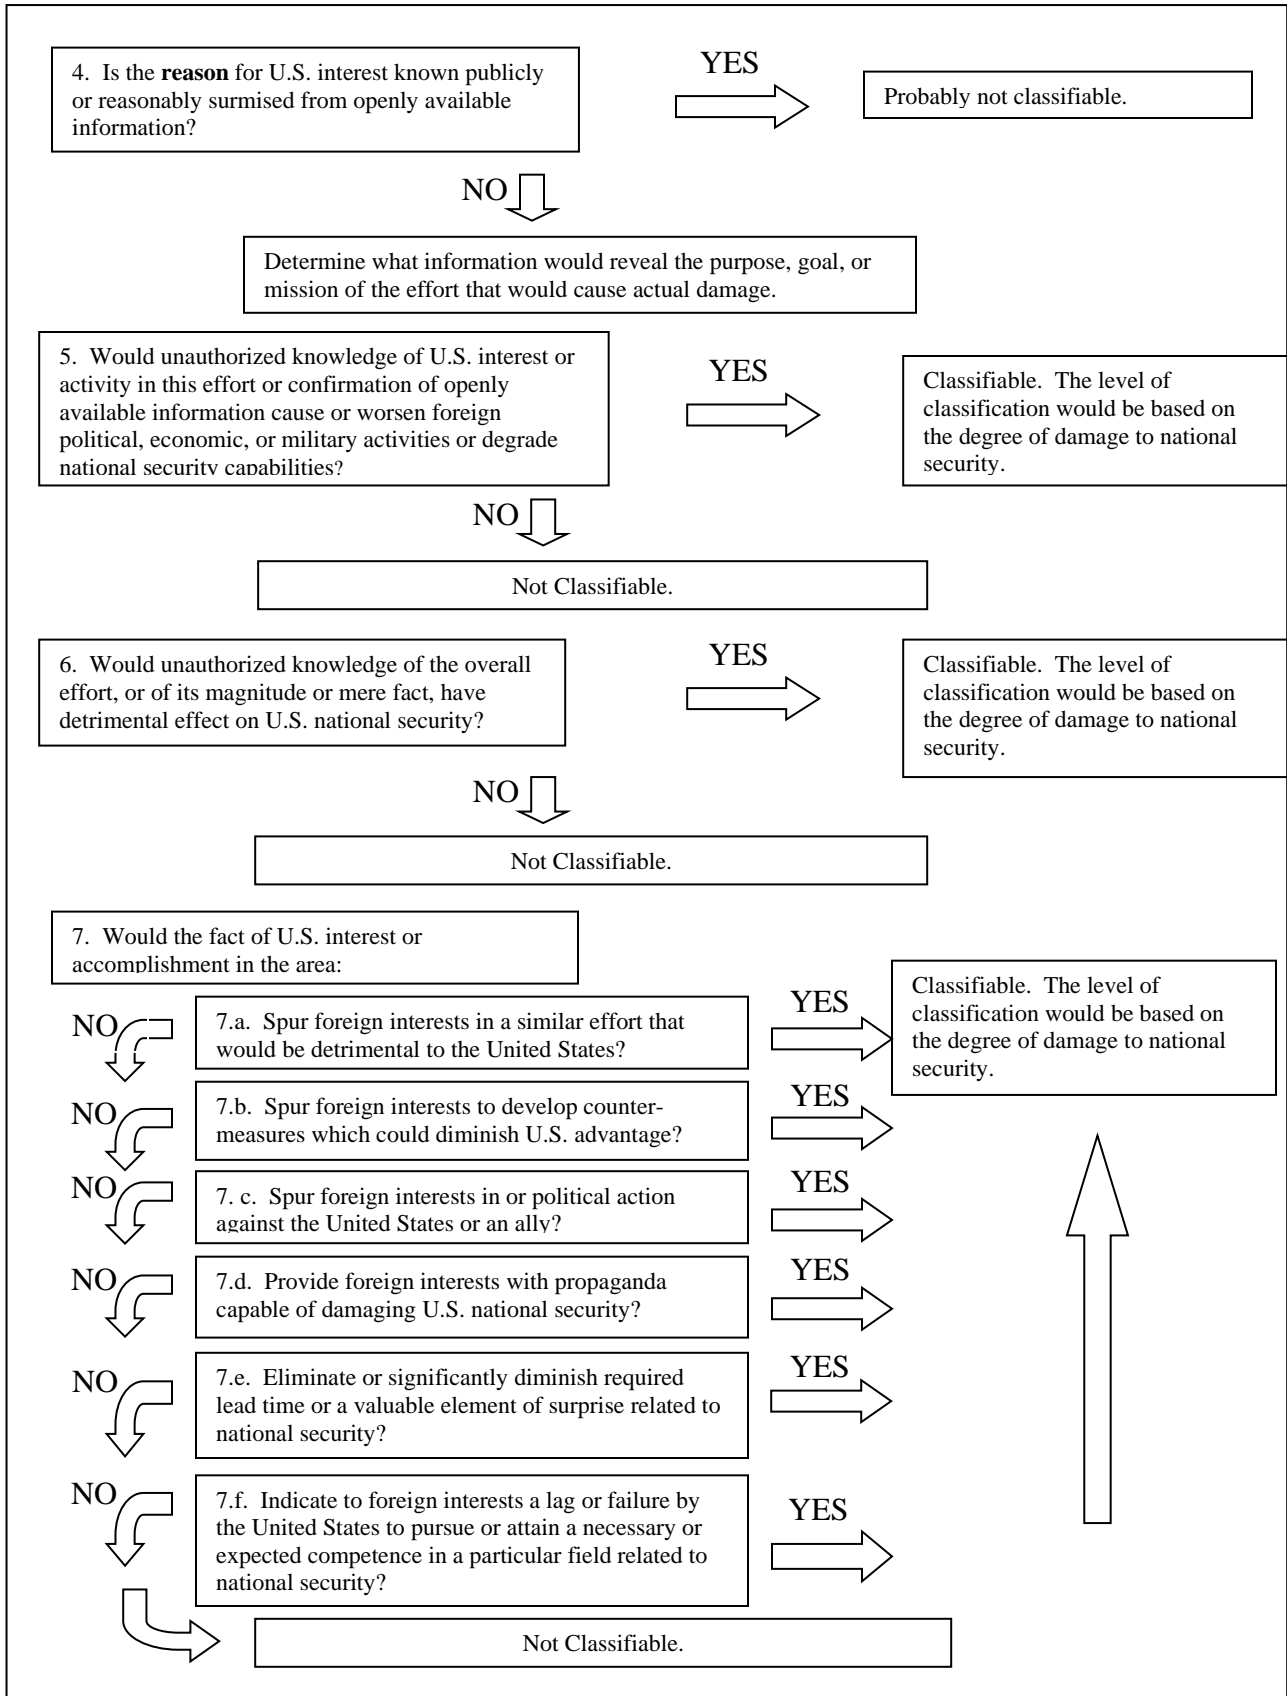 4.  Is the reason for U.S. interest known publicly
or reasonably surmised from openly available
information?
YES
Probably not classifiable.
NO
Determine what information would reveal the purpose, goal, or
mission of the effort that would cause actual damage.
5.  Would unauthorized knowledge of U.S. interest or
activity in this effort or confirmation of openly
available information cause or worsen foreign
political, economic, or military activities or degrade
national security capabilities?
YES
Classifiable.  The level of
classification would be based on
the degree of damage to national
security.
NO
Not Classifiable.
6.  Would unauthorized knowledge of the overall
effort, or of its magnitude or mere fact, have
detrimental effect on U.S. national security?
YES
Classifiable.  The level of
classification would be based on
the degree of damage to national
security.
NO
Not Classifiable.
7.  Would the fact of U.S. interest or
accomplishment in the area:
Classifiable.  The level of
classification would be based on
the degree of damage to national
security.
NO
7.a.  Spur foreign interests in a similar effort that
would be detrimental to the United States?
YES
NO
7.b.  Spur foreign interests to develop counter-
measures which could diminish U.S. advantage?
YES
NO
7. c.  Spur foreign interests in or political action
against the United States or an ally?
YES
NO
7.d.  Provide foreign interests with propaganda
capable of damaging U.S. national security?
YES
NO
7.e.  Eliminate or significantly diminish required
lead time or a valuable element of surprise related to
national security?
YES
NO
7.f.  Indicate to foreign interests a lag or failure by
the United States to pursue or attain a necessary or
expected competence in a particular field related to
national security?
YES
Not Classifiable.